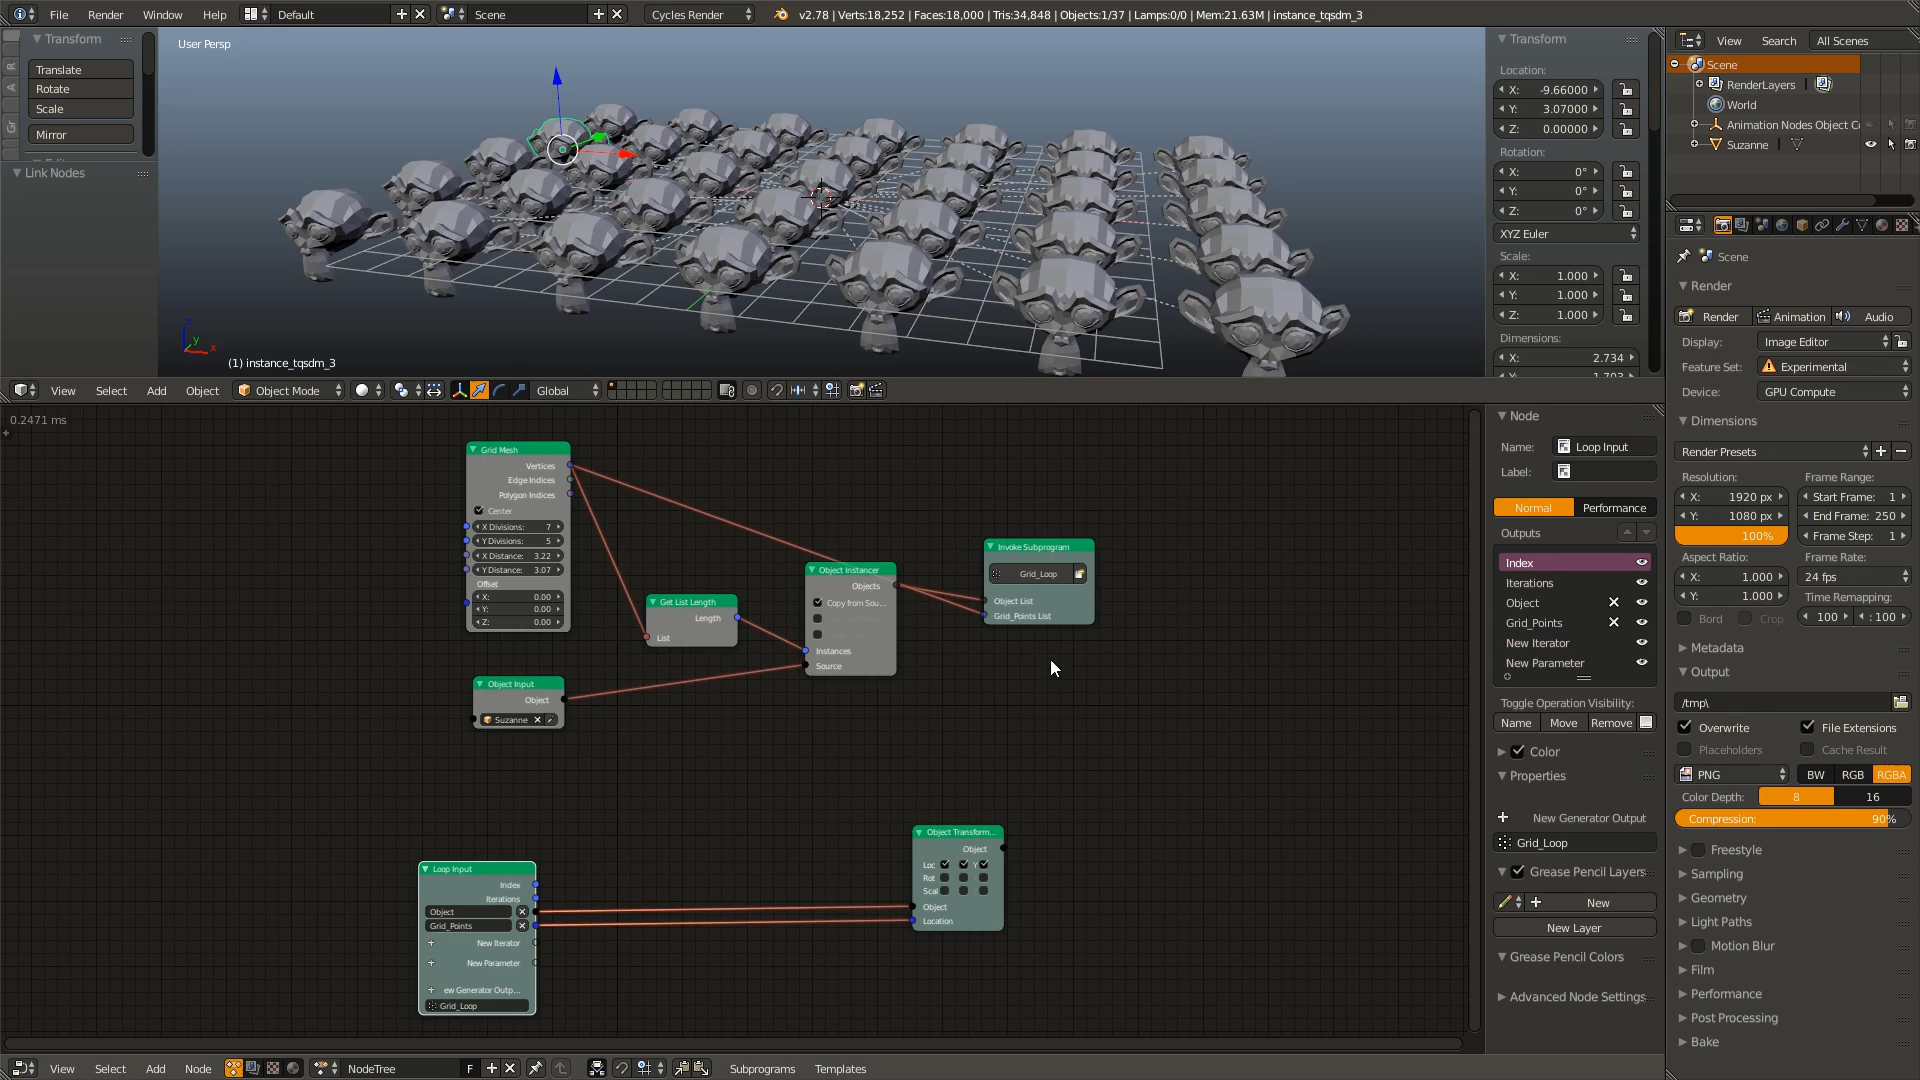 File Render Window Help Default Scene Cycles Render v2.78 | Verts:18,252 | Faces:18,000 | Tris:34,848 | Objects:1/37 | Lamps:0/0 | Mem:21.63M | instance_tqsdm_3
Transform
Translate
Rotate
Scale
Mirror
Link Nodes
R
A
Gr
User Persp
z
y
x
(1) instance_tqsdm_3
Transform
Location:
X: -9.66000
Y: 3.07000
Z: 0.00000
Rotation:
X: 0°
Y: 0°
Z: 0°
XYZ Euler
Scale:
X: 1.000
Y: 1.000
Z: 1.000
Dimensions:
X: 2.734
View Search All Scenes
Scene
RenderLayers |
World
Animation Nodes Object Co
Suzanne |
View Select Add Object Object Mode Global
0.2471 ms
Grid Mesh
Vertices
Edge Indices
Polygon Indices
Center
X Divisions: 7
Y Divisions: 5
X Distance: 3.22
Y Distance: 3.07
Offset
X: 0.00
Y: 0.00
Z: 0.00
Get List Length
Length
List
Object Input
Object
Suzanne
Object Instancer
Objects
Copy from Sou...
Instances
Source
Invoke Subprogram
Grid_Loop
Object List
Grid_Points List
Loop Input
Index
Iterations
Object
Grid_Points
New Iterator
New Parameter
ew Generator Outp...
Grid_Loop
Object Transform...
Object
Loc Y
Rot
Scal
Object
Location
Node
Name: Loop Input
Label:
Normal Performance
Outputs
Index
Iterations
Object
Grid_Points
New Iterator
New Parameter
Toggle Operation Visibility:
Name Move Remove
Color
Properties
New Generator Output
Grid_Loop
Grease Pencil Layers
New
New Layer
Grease Pencil Colors
Advanced Node Settings
Scene
Render
Render Animation Audio
Display: Image Editor
Feature Set: Experimental
Device: GPU Compute
Dimensions
Render Presets
Resolution: Frame Range:
X: 1920 px Start Frame: 1
Y: 1080 px End Frame: 250
100% Frame Step: 1
Aspect Ratio: Frame Rate:
X: 1.000 24 fps
Y: 1.000 Time Remapping:
Bord Crop 100 : 100
Metadata
Output
/tmp\
Overwrite File Extensions
Placeholders Cache Result
PNG BW RGB RGBA
Color Depth: 8 16
Compression: 90%
Freestyle
Sampling
Geometry
Light Paths
Motion Blur
Film
Performance
Post Processing
Bake
View Select Add Node NodeTree F Subprograms Templates